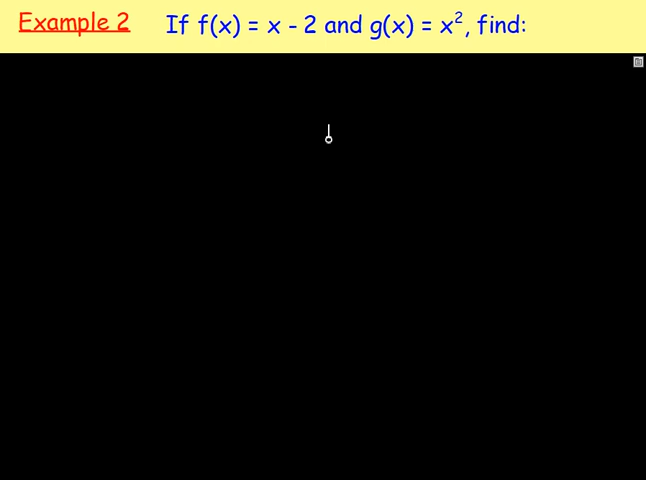 Example 2 If f(x) = x - 2 and g(x) = x², find: